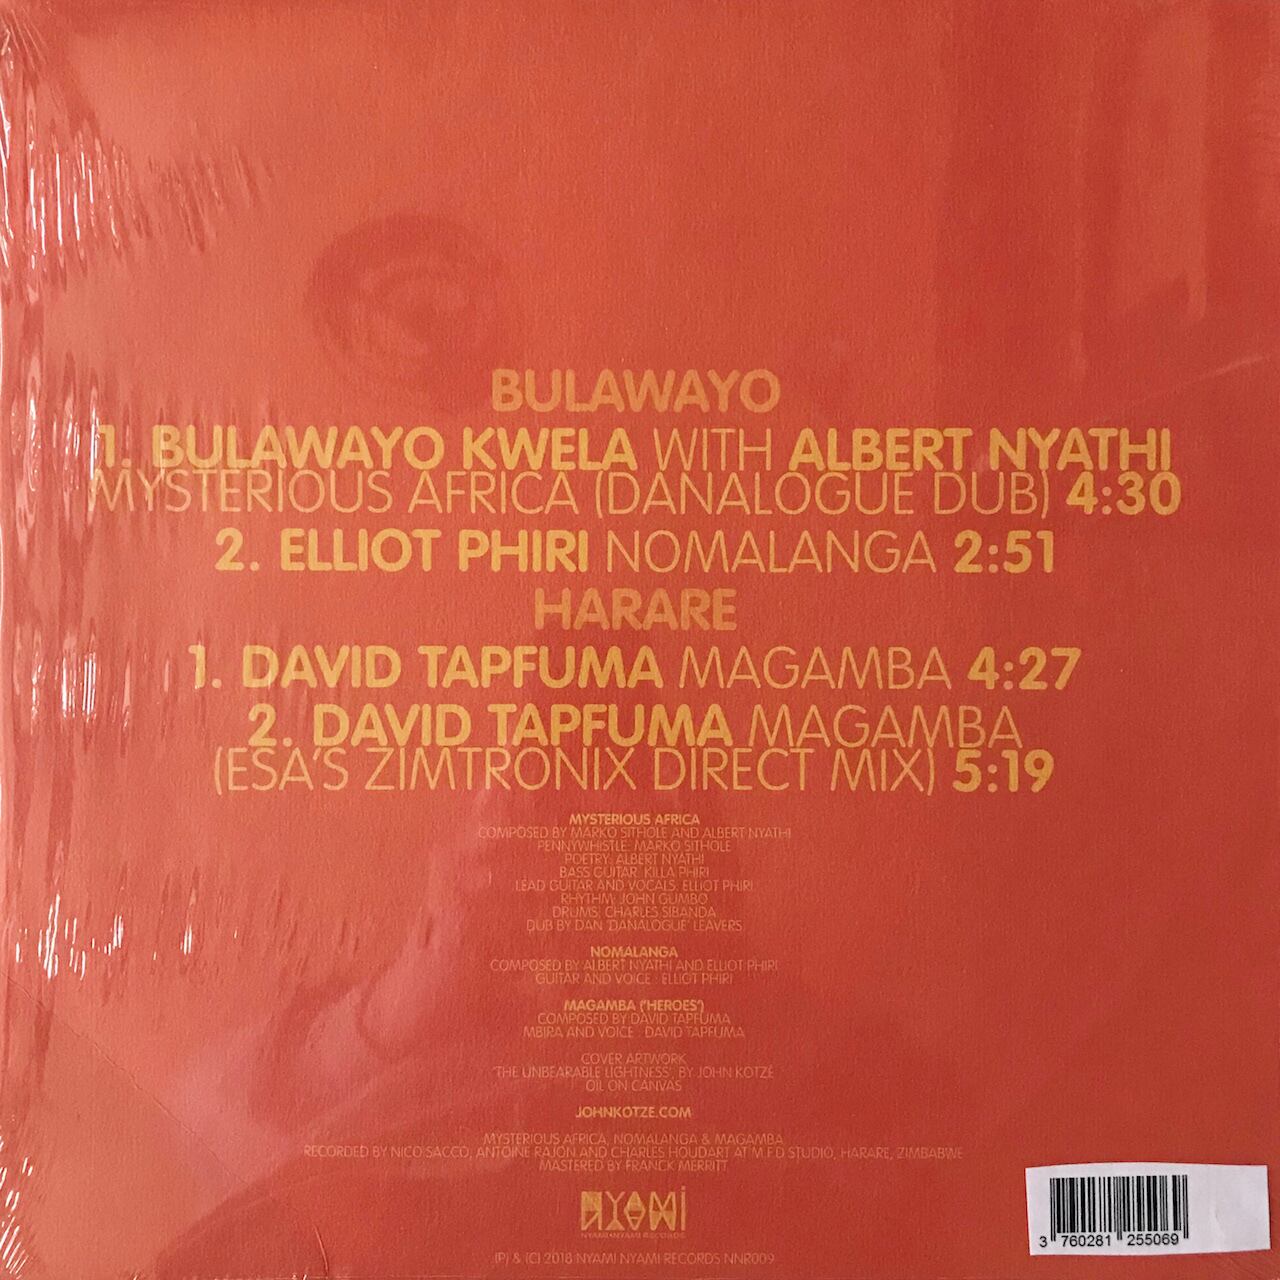 BULAWAYO
1. BULAWAYO KWELA WITH ALBERT NYATHI
MYSTERIOUS AFRICA (DANALOGUE DUB) 4:30
2. ELLIOT PHIRI NOMALANGA 2:51
HARARE
1. DAVID TAPFUMA MAGAMBA 4:27
2. DAVID TAPFUMA MAGAMBA
(ESA'S ZIMTRONIX DIRECT MIX) 5:19
MYSTERIOUS AFRICA
COMPOSED BY MARKO SITHOLE AND ALBERT NYATHI
PENNYWHISTLE: MARKO SITHOLE
POETRY: ALBERT NYATHI
BASS GUITAR: KILLA PHIRI
LEAD GUITAR AND VOCALS: ELLIOT PHIRI
RHYTHM: JOHN GUMBO
DRUMS: CHARLES SIBANDA
DUB BY DAN 'DANALOGUE' LEAVERS
NOMALANGA
COMPOSED BY ALBERT NYATHI AND ELLIOT PHIRI
GUITAR AND VOICE : ELLIOT PHIRI
MAGAMBA ('HEROES')
COMPOSED BY DAVID TAPFUMA
MBIRA AND VOICE : DAVID TAPFUMA
COVER ARTWORK
'THE UNBEARABLE LIGHTNESS', BY JOHN KOTZÉ
OIL ON CANVAS
JOHNKOTZE.COM
MYSTERIOUS AFRICA, NOMALANGA & MAGAMBA
RECORDED BY NICO SACCO, ANTOINE RAJON AND CHARLES HOUDART AT M.F.D STUDIO, HARARE, ZIMBABWE
MASTERED BY FRANCK MERRITT
NYAMI
NYAMI
NYAMI NYAMI RECORDS
(P) & (C) 2018 NYAMI NYAMI RECORDS NNR009
3 760281 255069